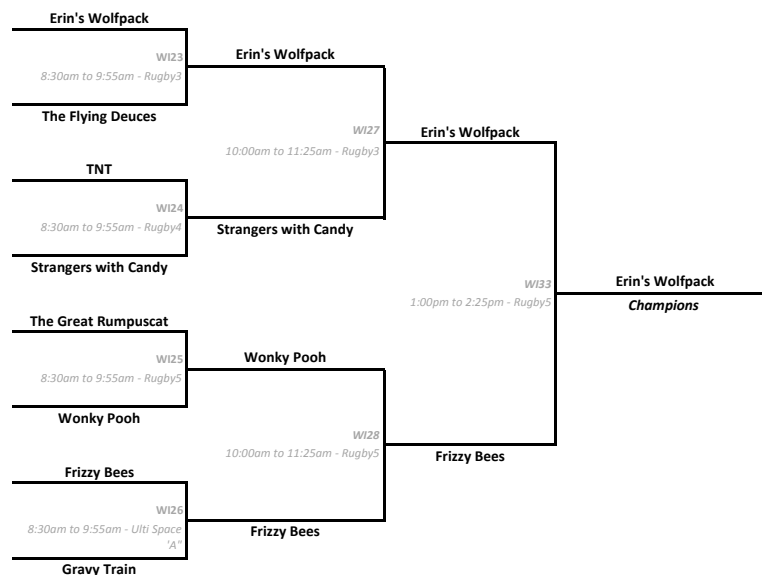 Erin's Wolfpack
WI23
Erin's Wolfpack
8:30am to 9:55am - Rugby3
The Flying Deuces
WI27
Erin's Wolfpack
10:00am to 11:25am - Rugby3
TNT
WI24
8:30am to 9:55am - Rugby4
Strangers with Candy
Strangers with Candy
WI33
Erin's Wolfpack
1:00pm to 2:25pm - Rugby5
Champions
The Great Rumpuscat
WI25
Wonky Pooh
8:30am to 9:55am - Rugby5
Wonky Pooh
WI28
10:00am to 11:25am - Rugby5
Frizzy Bees
Frizzy Bees
WI26
8:30am to 9:55am - Ulti Space
'A"
Frizzy Bees
Gravy Train